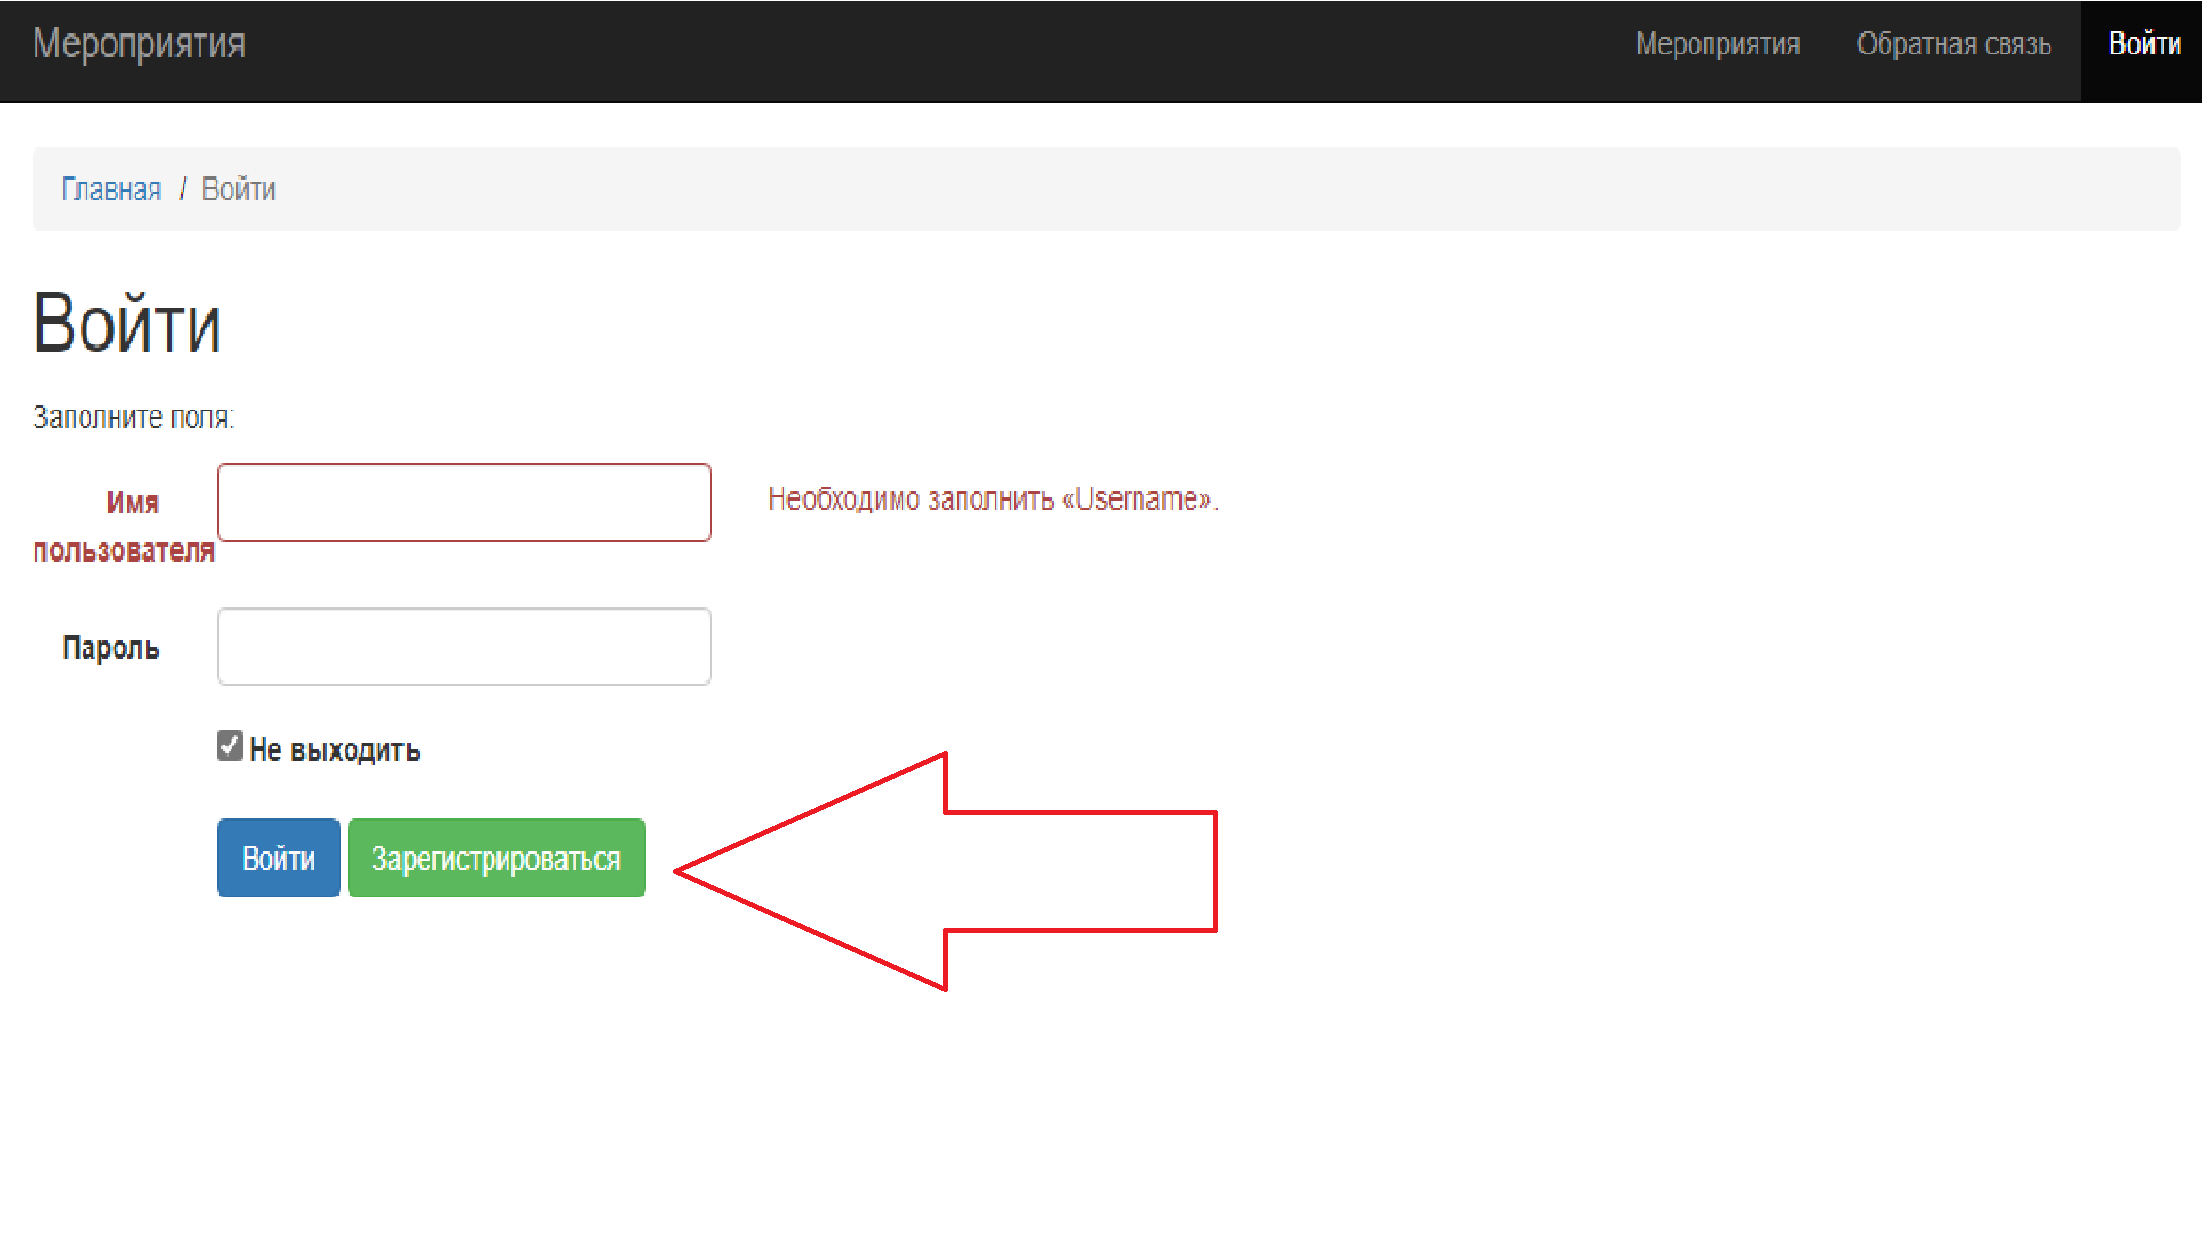 Мероприятия
Мероприятия Обратная связь Войти
Главная / Войти
Войти
Заполните поля:
Имя пользователя
Необходимо заполнить «Username».
Пароль
Не выходить
Войти Зарегистрироваться